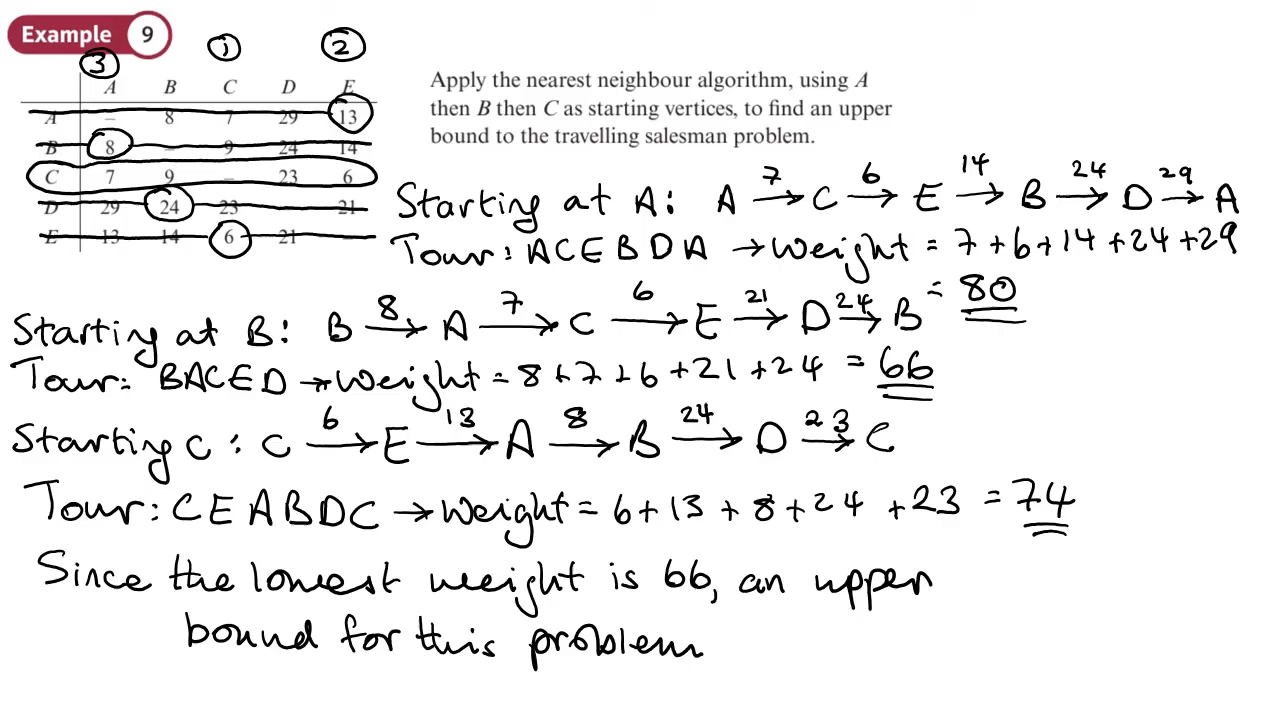 Example 9
3 1 2
A B C D E
A – 8 7 29 13
B 8 – 9 24 14
C 7 9 – 23 6
D 29 24 23 – 21
E 13 14 6 21 –
Apply the nearest neighbour algorithm, using A
then B then C as starting vertices, to find an upper
bound to the travelling salesman problem.
7 6 14 24 29
Starting at A: A → C → E → B → D → A
Tour: ACEBDA → Weight = 7 + 6 + 14 + 24 + 29
= 80
8 7 6 21 24
Starting at B: B → A → C → E → D → B
Tour: BACED → Weight = 8 + 7 + 6 + 21 + 24 = 66
6 13 8 24 23
Starting C: C → E → A → B → D → C
Tour: CEABDC → Weight = 6 + 13 + 8 + 24 + 23 = 74
Since the lowest weight is 66, an upper
bound for this problem